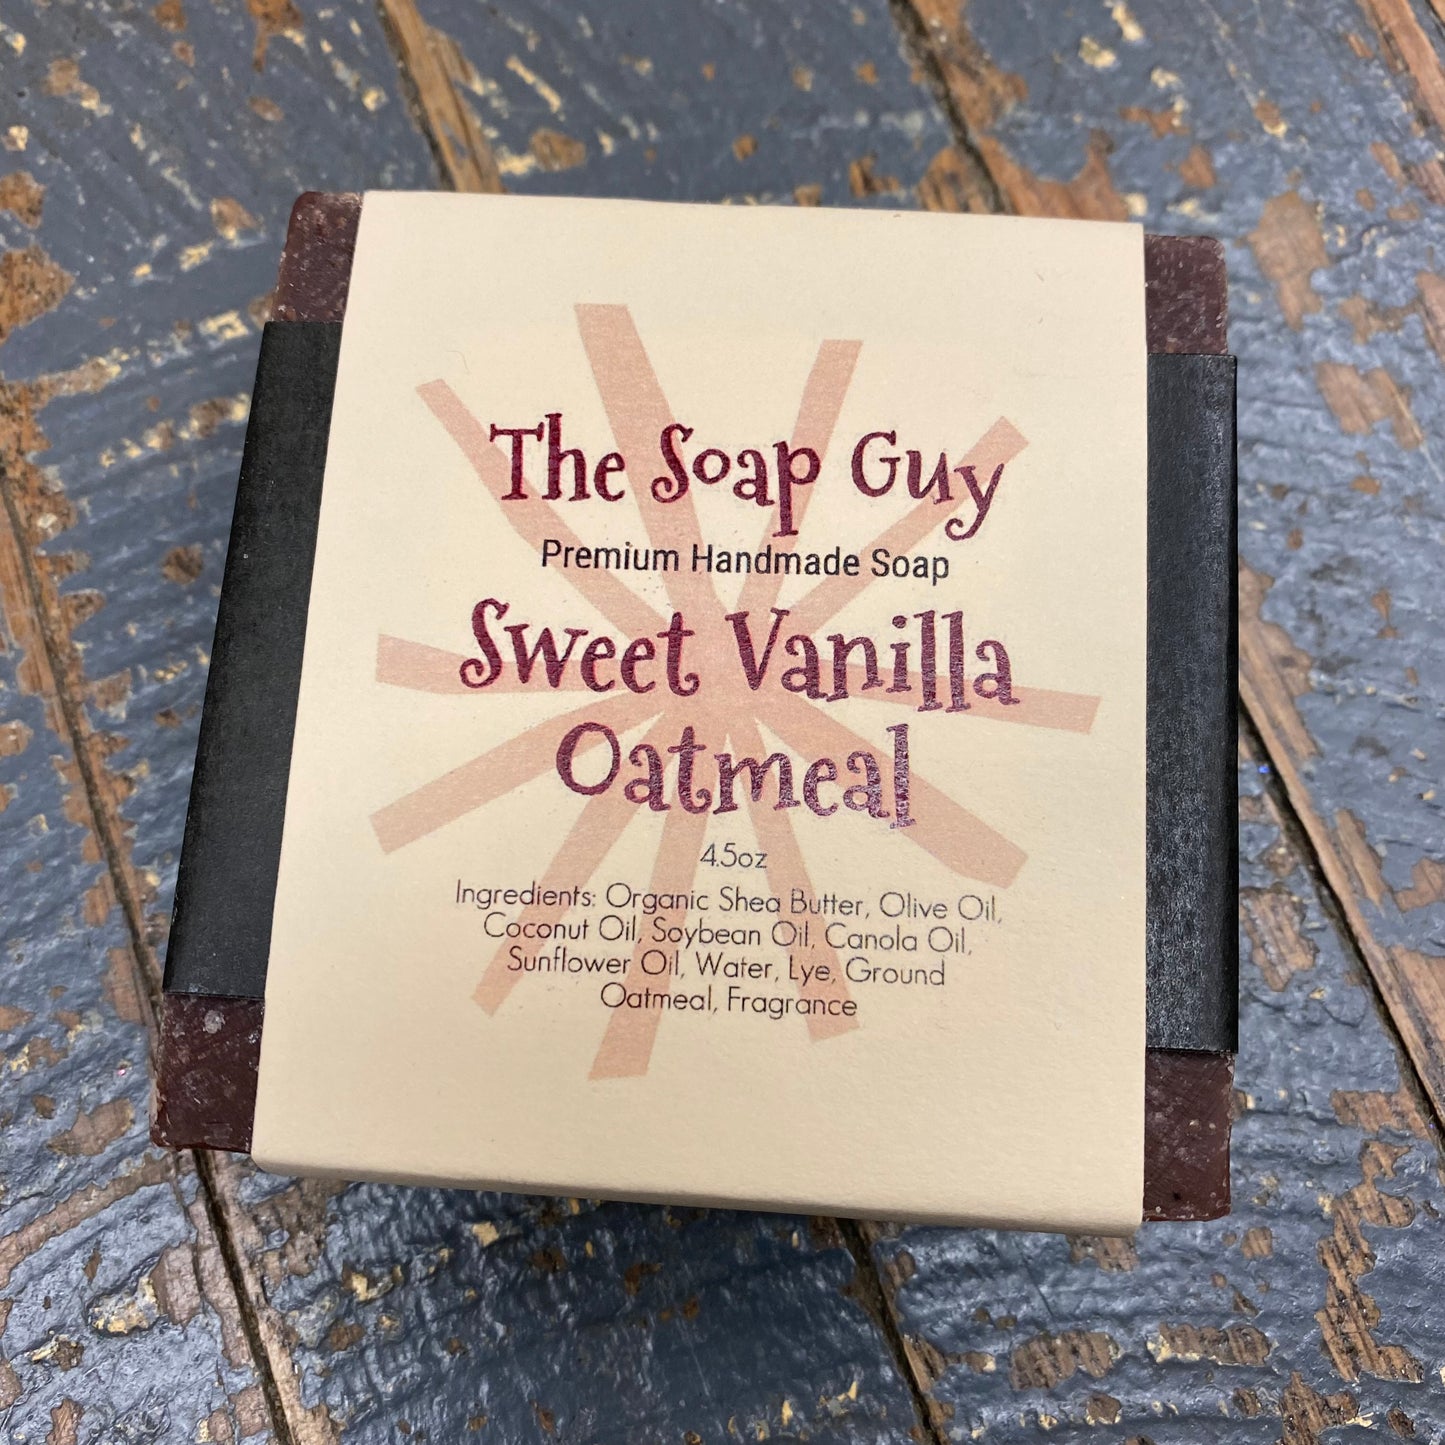 The Soap Guy
Premium Handmade Soap
Sweet Vanilla
Oatmeal
4.5oz
Ingredients: Organic Shea Butter, Olive Oil,
Coconut Oil, Soybean Oil, Canola Oil,
Sunflower Oil, Water, Lye, Ground
Oatmeal, Fragrance